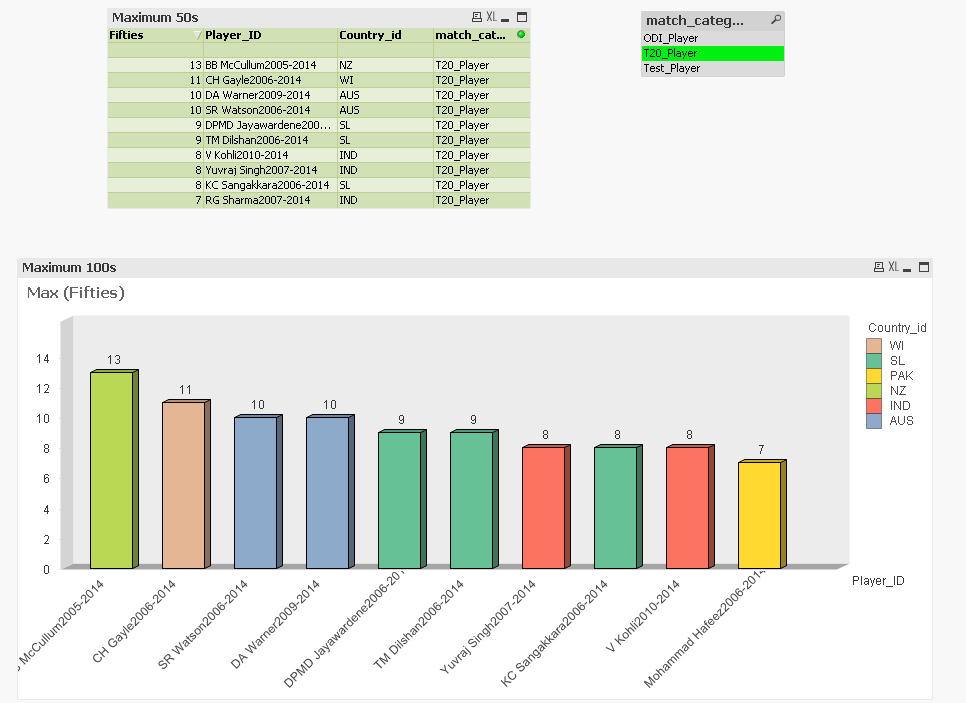 Maximum 50s XL
Fifties Player_ID Country_id match_cat...
13 BB McCullum2005-2014 NZ T20_Player
11 CH Gayle2006-2014 WI T20_Player
10 DA Warner2009-2014 AUS T20_Player
10 SR Watson2006-2014 AUS T20_Player
9 DPMD Jayawardene200... SL T20_Player
9 TM Dilshan2006-2014 SL T20_Player
8 V Kohli2010-2014 IND T20_Player
8 Yuvraj Singh2007-2014 IND T20_Player
8 KC Sangakkara2006-2014 SL T20_Player
7 RG Sharma2007-2014 IND T20_Player
match_categ...
ODI_Player
T20_Player
Test_Player
Maximum 100s XL
Max (Fifties)
14
12
10
8
6
4
2
0
13
11
10
10
9
9
8
8
8
7
McCullum2005-2014
CH Gayle2006-2014
SR Watson2006-2014
DA Warner2009-2014
DPMD Jayawardene2006-201
TM Dilshan2006-2014
Yuvraj Singh2007-2014
KC Sangakkara2006-2014
V Kohli2010-2014
Mohammad Hafeez2006-2014
Player_ID
Country_id
WI
SL
PAK
NZ
IND
AUS